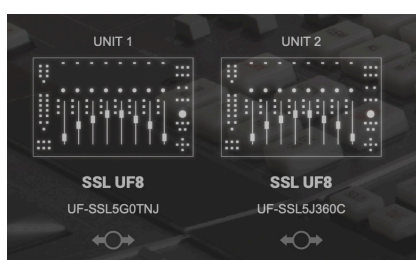 UNIT 1
UNIT 2
SSL UF8
SSL UF8
UF-SSL5G0TNJ
UF-SSL5J360C